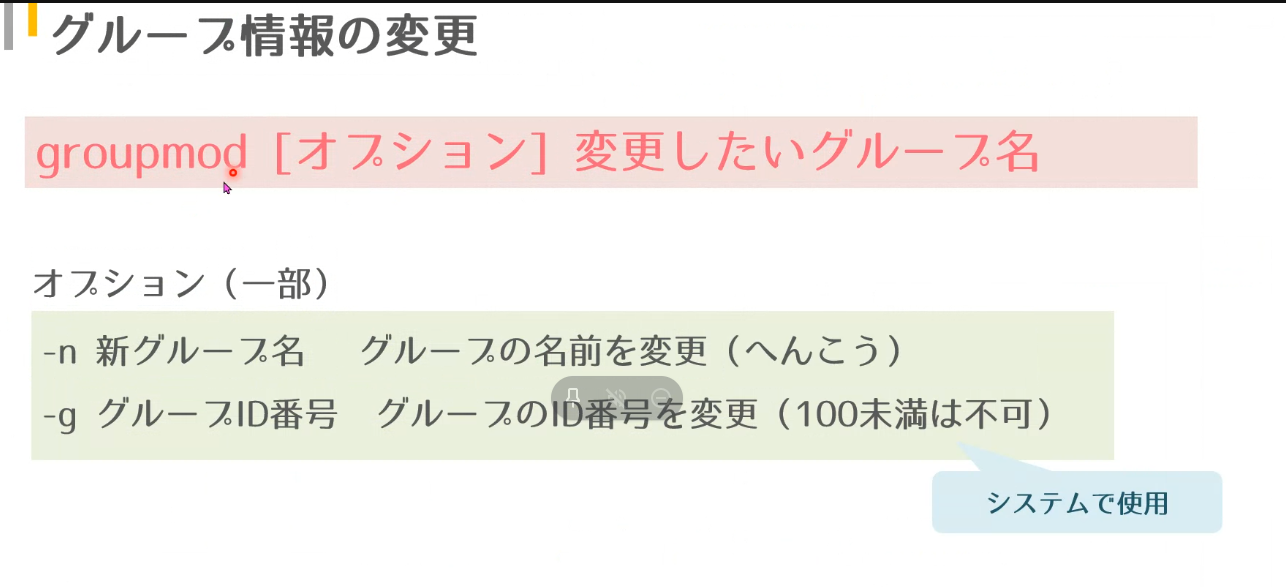 グループ情報の変更
groupmod [オプション] 変更したいグループ名
オプション（一部）
-n 新グループ名 グループの名前を変更（へんこう）
-g グループID番号 グループのID番号を変更（100未満は不可）
システムで使用